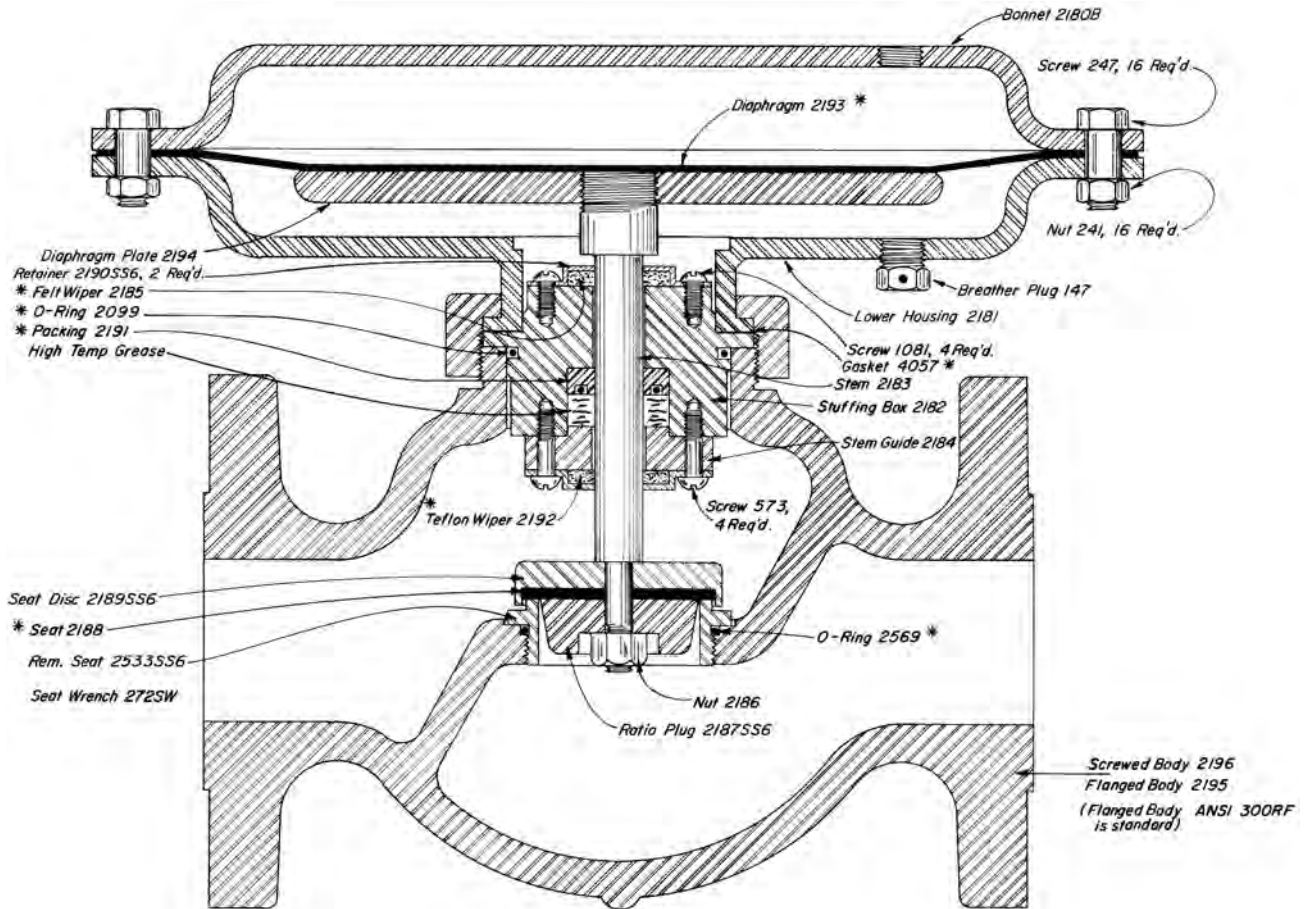 Bonnet 2180B
Screw 247, 16 Req'd.
Diaphragm 2193 *
Nut 241, 16 Req'd.
Diaphragm Plate 2194
Retainer 2190SS6, 2 Req'd.
* Felt Wiper 2185
* O-Ring 2099
* Packing 2191
High Temp Grease
Breather Plug 147
Lower Housing 2181
Screw 1081, 4 Req'd.
Gasket 4057 *
Stem 2183
Stuffing Box 2182
Stem Guide 2184
Screw 573,
4 Req'd.
* Teflon Wiper 2192
Seat Disc 2189SS6
* Seat 2188
Rem. Seat 2533SS6
Seat Wrench 272SW
O-Ring 2569 *
Nut 2186
Ratio Plug 2187SS6
Screwed Body 2196
Flanged Body 2195
(Flanged Body ANSI 300RF
is standard)